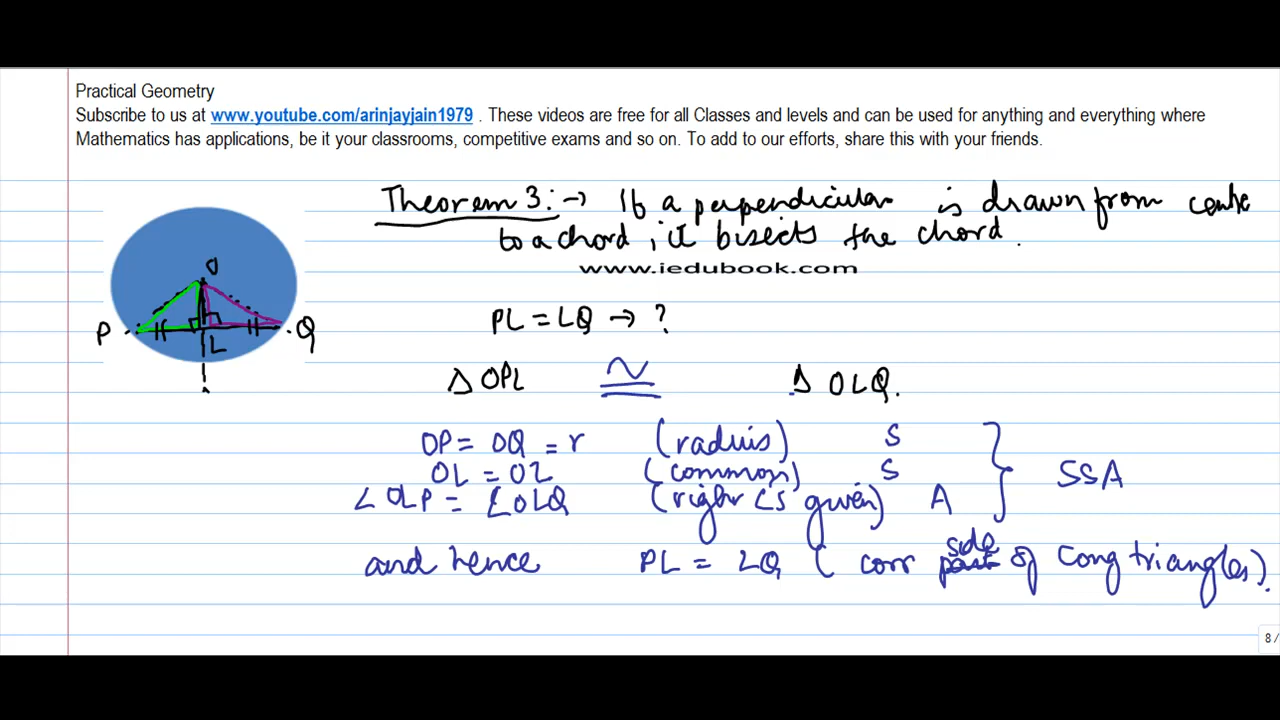 Practical Geometry
Subscribe to us at www.youtube.com/arinjayjain1979 . These videos are free for all Classes and levels and can be used for anything and everything where
Mathematics has applications, be it your classrooms, competitive exams and so on. To add to our efforts, share this with your friends.
Theorem 3:→ If a perpendicular is drawn from centre
to a chord, it bisects the chord.
www.iedubook.com
O
P
Q
L
PL = LQ → ?
Δ OPL ≅ Δ OLQ.
OP = OQ = r (raduis) S
OL = OL (common) S
∠OLP = ∠OLQ (right ∠s given) A
SSA
side
and hence PL = LQ ( corr part of Cong triangles).
8 /